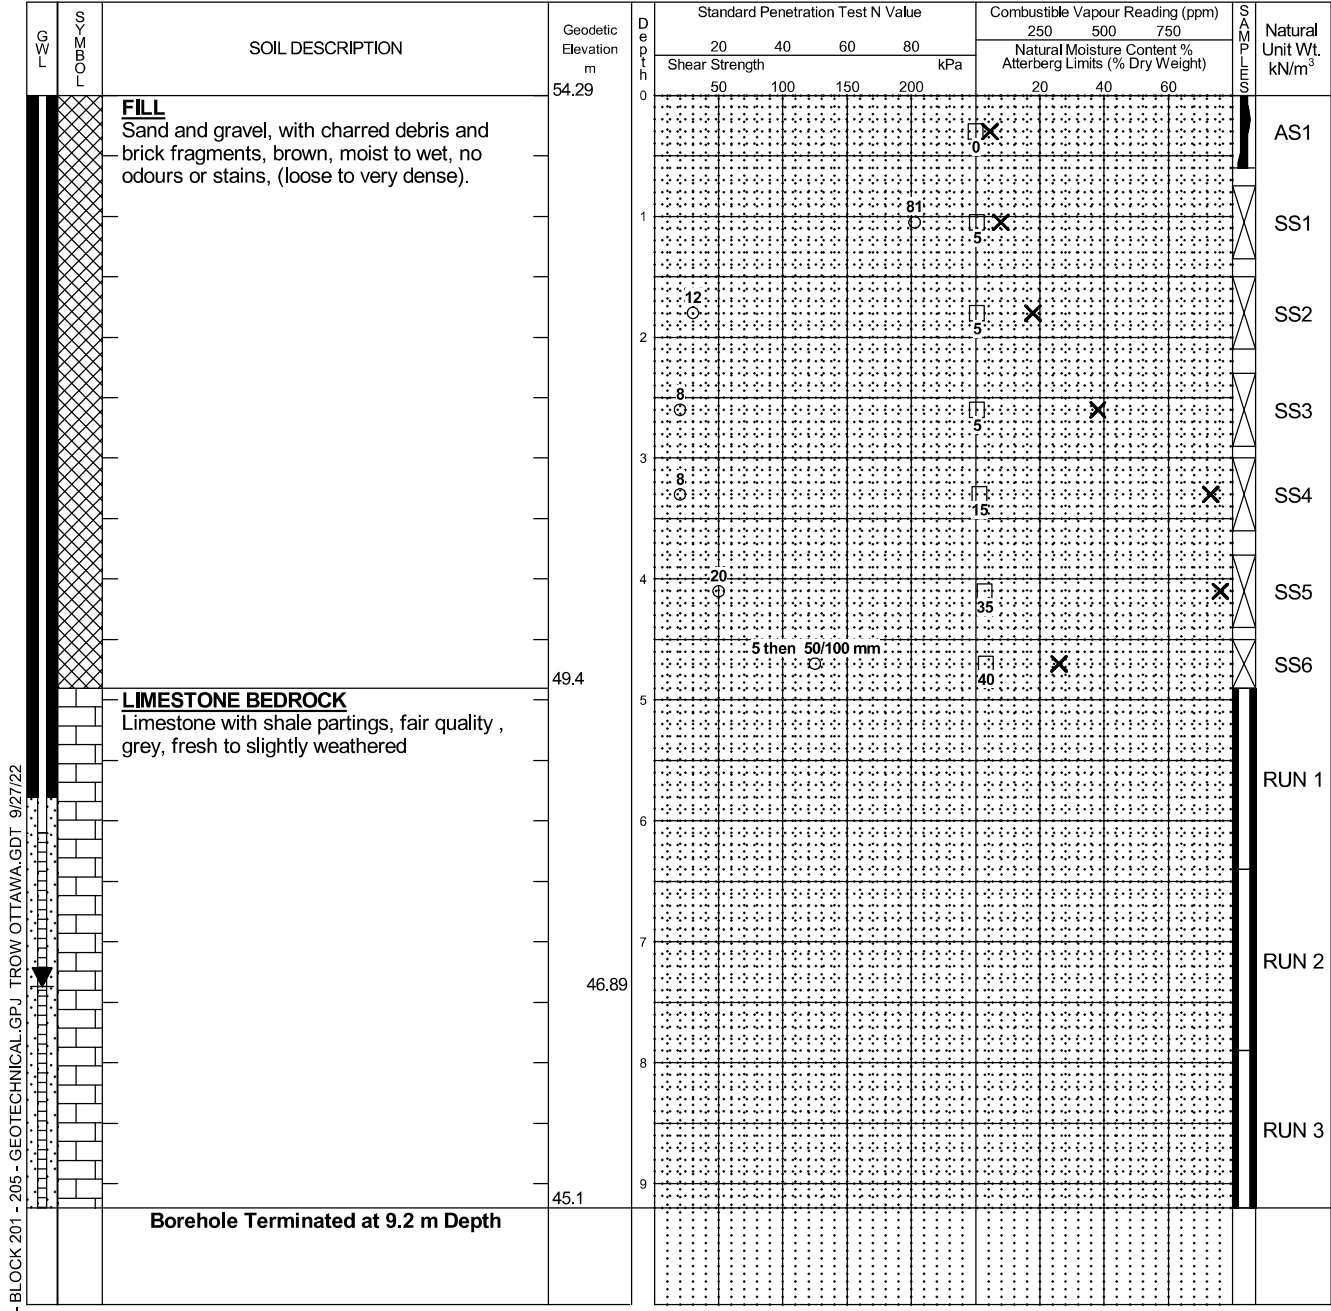 GWL
SYMBOL
SOIL DESCRIPTION
Geodetic
Elevation
m
54.29
Depth
0
Standard Penetration Test N Value
20 40 60 80
Shear Strength kPa
50 100 150 200
Combustible Vapour Reading (ppm)
250 500 750
Natural Moisture Content %
Atterberg Limits (% Dry Weight)
20 40 60
SAMPLES
Natural
Unit Wt.
kN/m³
FILL
Sand and gravel, with charred debris and
brick fragments, brown, moist to wet, no
odours or stains, (loose to very dense).
0
AS1
81
1
5
SS1
12
5
SS2
2
8
5
SS3
3
8
15
SS4
20
4
35
SS5
5 then 50/100 mm
40
SS6
49.4
LIMESTONE BEDROCK
Limestone with shale partings, fair quality ,
grey, fresh to slightly weathered
5
RUN 1
6
7
RUN 2
46.89
8
RUN 3
9
45.1
Borehole Terminated at 9.2 m Depth
- BLOCK 201 - 205 - GEOTECHNICAL.GPJ TROW OTTAWA.GDT 9/27/22